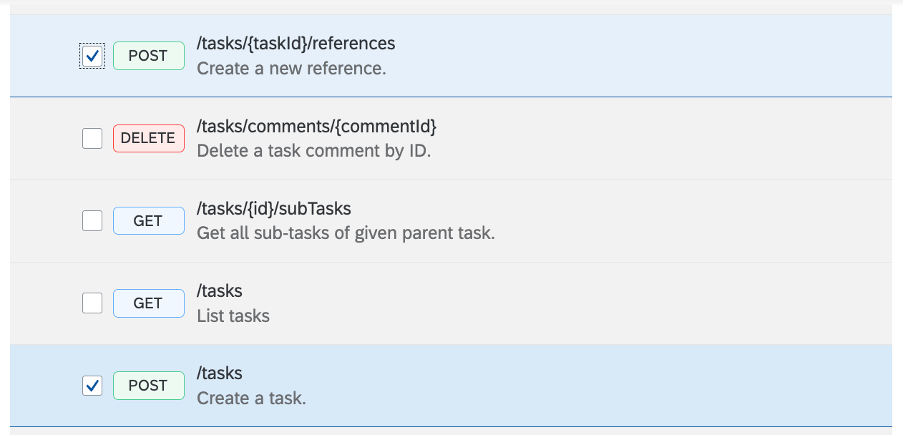 POST /tasks/{taskId}/references
Create a new reference.
DELETE /tasks/comments/{commentId}
Delete a task comment by ID.
GET /tasks/{id}/subTasks
Get all sub-tasks of given parent task.
GET /tasks
List tasks
POST /tasks
Create a task.